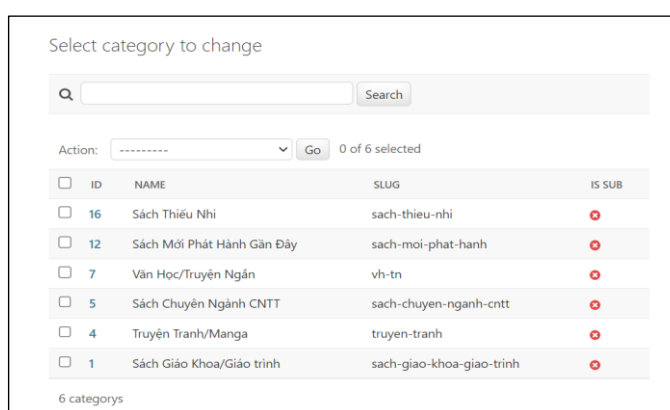 Select category to change
Search
Action: --------- Go 0 of 6 selected
ID NAME SLUG IS SUB
16 Sách Thiếu Nhi sach-thieu-nhi
12 Sách Mới Phát Hành Gần Đây sach-moi-phat-hanh
7 Văn Học/Truyện Ngắn vh-tn
5 Sách Chuyên Ngành CNTT sach-chuyen-nganh-cntt
4 Truyện Tranh/Manga truyen-tranh
1 Sách Giáo Khoa/Giáo trình sach-giao-khoa-giao-trinh
6 categorys